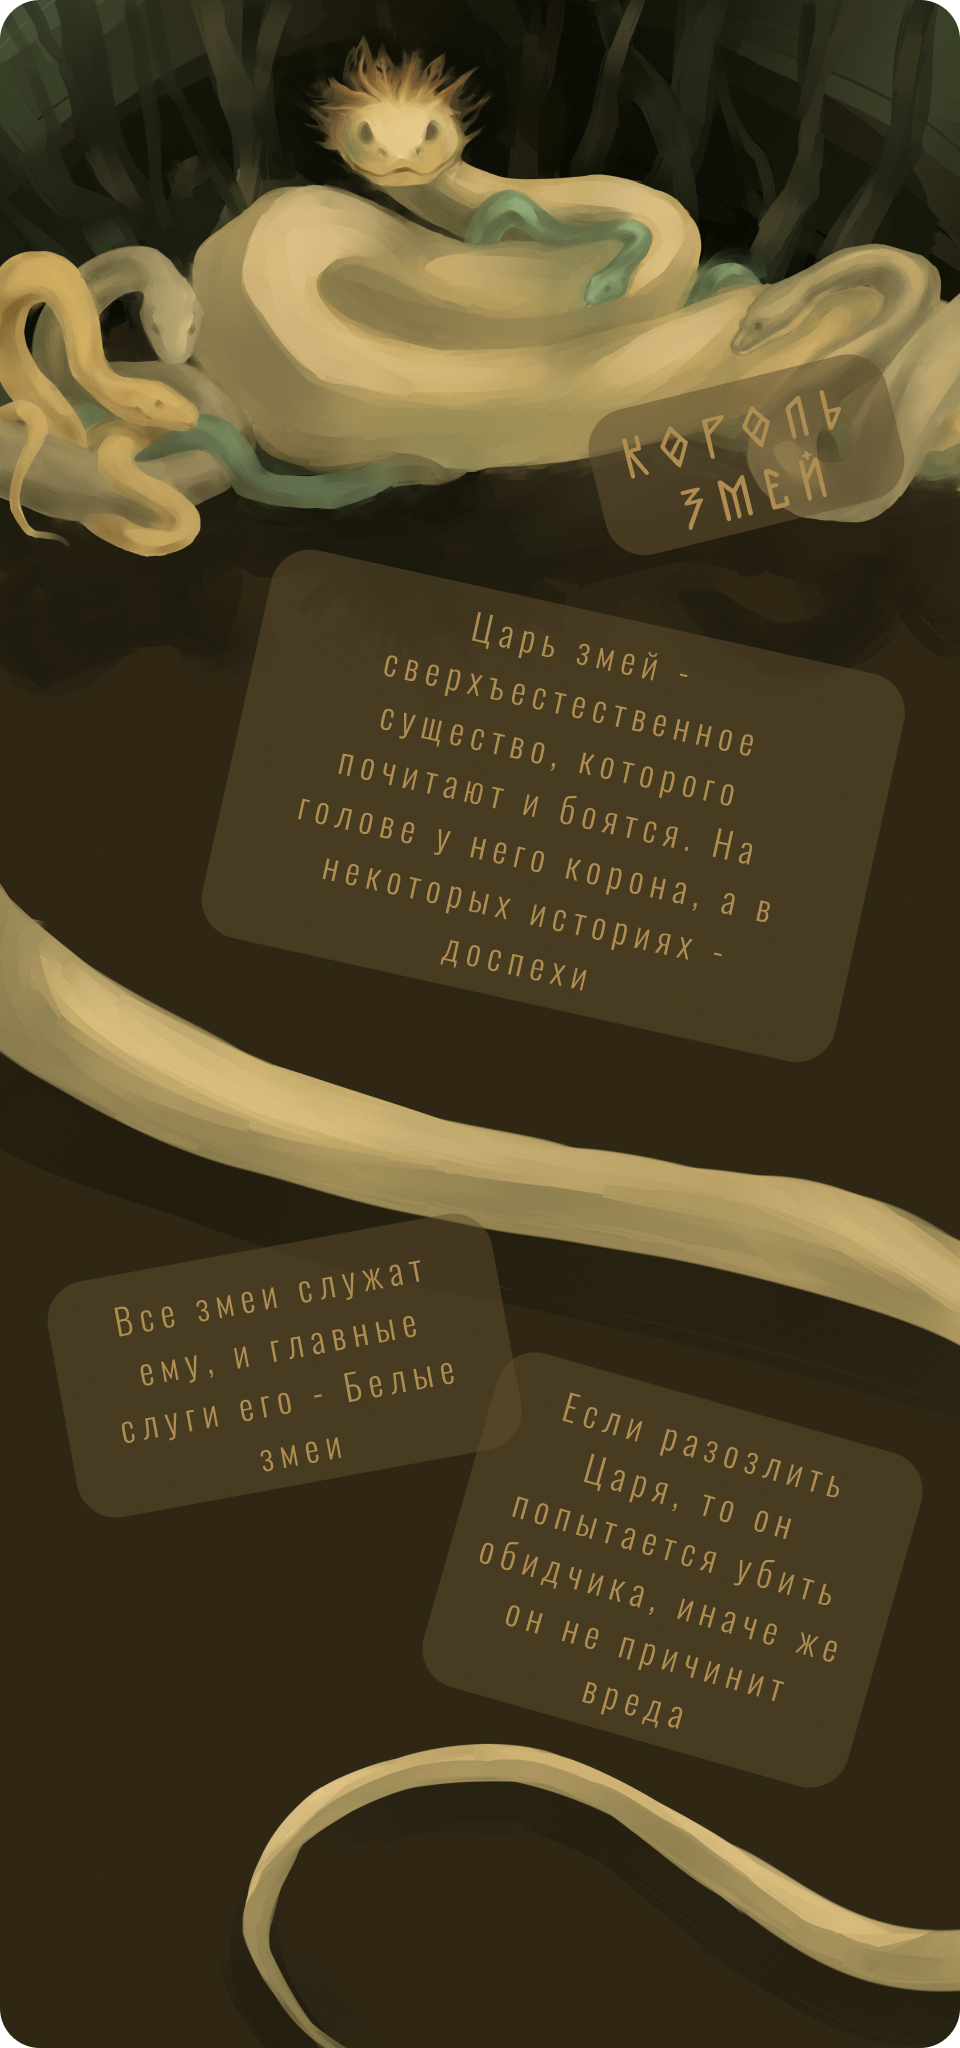 КОРОЛЬ
ЗМЕЙ
Царь змей -
сверхъестественное
существо, которого
почитают и боятся. На
голове у него корона, а в
некоторых историях -
доспехи
Все змеи служат
ему, и главные
слуги его - Белые
змеи
Если разозлить
Царя, то он
попытается убить
обидчика, иначе же
он не причинит
вреда